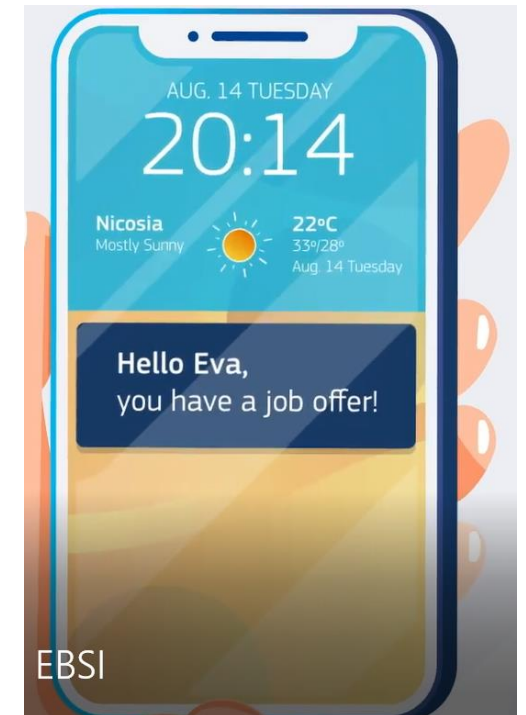 AUG. 14 TUESDAY
20:14
Nicosia
Mostly Sunny
22ºC
33º/28º
Aug. 14 Tuesday
Hello Eva,
you have a job offer!
EBSI